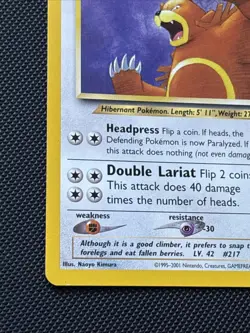 Hibernant Pokémon. Length: 5' 11", Weight: 27
Headpress Flip a coin. If heads, the
Defending Pokémon is now Paralyzed. If
this attack does nothing (not even damag
Double Lariat Flip 2 coins
This attack does 40 damage
times the number of heads.
weakness
resistance
-30
Although it is a good climber, it prefers to snap t
forelegs and eat fallen berries. LV. 42 #217
Illus. Naoyo Kimura
©1995-2001 Nintendo, Creatures, GAMEFREAK